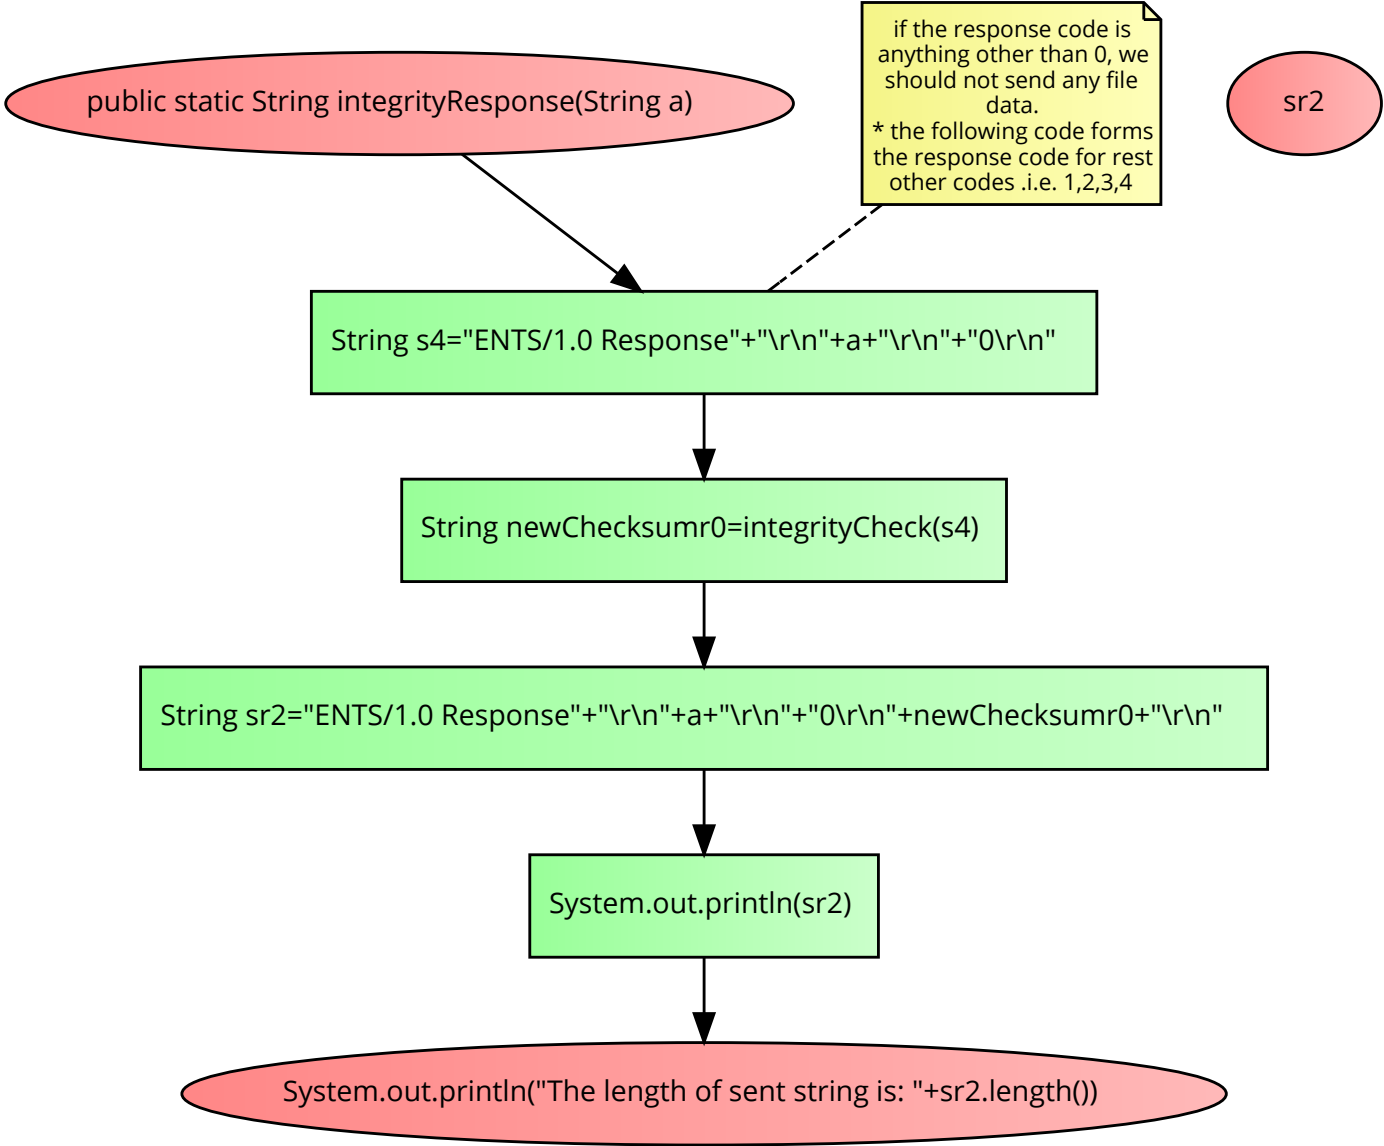 public static String integrityResponse(String a)
if the response code is
anything other than 0, we
should not send any file
data.
* the following code forms
the response code for rest
other codes .i.e. 1,2,3,4
sr2
String s4="ENTS/1.0 Response"+"\r\n"+a+"\r\n"+"0\r\n"
String newChecksumr0=integrityCheck(s4)
String sr2="ENTS/1.0 Response"+"\r\n"+a+"\r\n"+"0\r\n"+newChecksumr0+"\r\n"
System.out.println(sr2)
System.out.println("The length of sent string is: "+sr2.length())